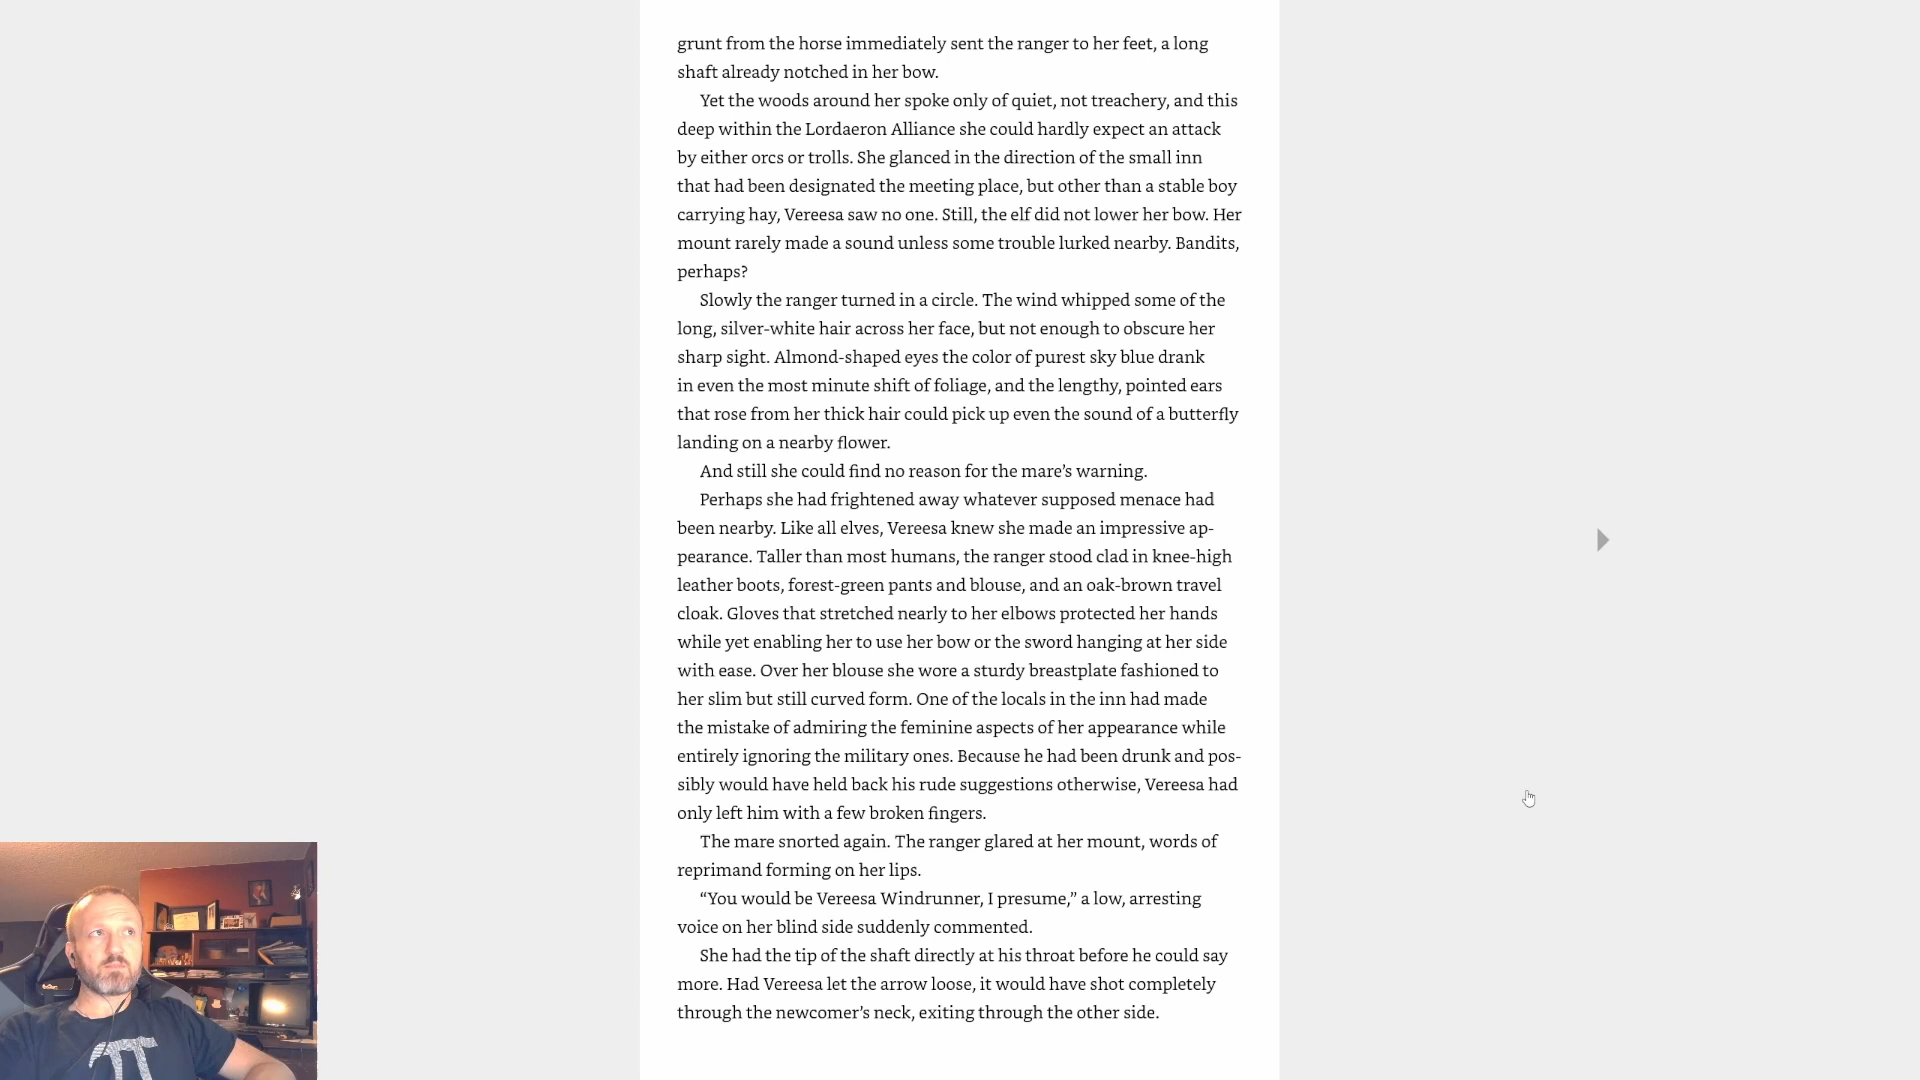 grunt from the horse immediately sent the ranger to her feet, a long
shaft already notched in her bow.
Yet the woods around her spoke only of quiet, not treachery, and this
deep within the Lordaeron Alliance she could hardly expect an attack
by either orcs or trolls. She glanced in the direction of the small inn
that had been designated the meeting place, but other than a stable boy
carrying hay, Vereesa saw no one. Still, the elf did not lower her bow. Her
mount rarely made a sound unless some trouble lurked nearby. Bandits,
perhaps?
Slowly the ranger turned in a circle. The wind whipped some of the
long, silver-white hair across her face, but not enough to obscure her
sharp sight. Almond-shaped eyes the color of purest sky blue drank
in even the most minute shift of foliage, and the lengthy, pointed ears
that rose from her thick hair could pick up even the sound of a butterfly
landing on a nearby flower.
And still she could find no reason for the mare’s warning.
Perhaps she had frightened away whatever supposed menace had
been nearby. Like all elves, Vereesa knew she made an impressive ap-
pearance. Taller than most humans, the ranger stood clad in knee-high
leather boots, forest-green pants and blouse, and an oak-brown travel
cloak. Gloves that stretched nearly to her elbows protected her hands
while yet enabling her to use her bow or the sword hanging at her side
with ease. Over her blouse she wore a sturdy breastplate fashioned to
her slim but still curved form. One of the locals in the inn had made
the mistake of admiring the feminine aspects of her appearance while
entirely ignoring the military ones. Because he had been drunk and pos-
sibly would have held back his rude suggestions otherwise, Vereesa had
only left him with a few broken fingers.
The mare snorted again. The ranger glared at her mount, words of
reprimand forming on her lips.
“You would be Vereesa Windrunner, I presume,” a low, arresting
voice on her blind side suddenly commented.
She had the tip of the shaft directly at his throat before he could say
more. Had Vereesa let the arrow loose, it would have shot completely
through the newcomer’s neck, exiting through the other side.
π